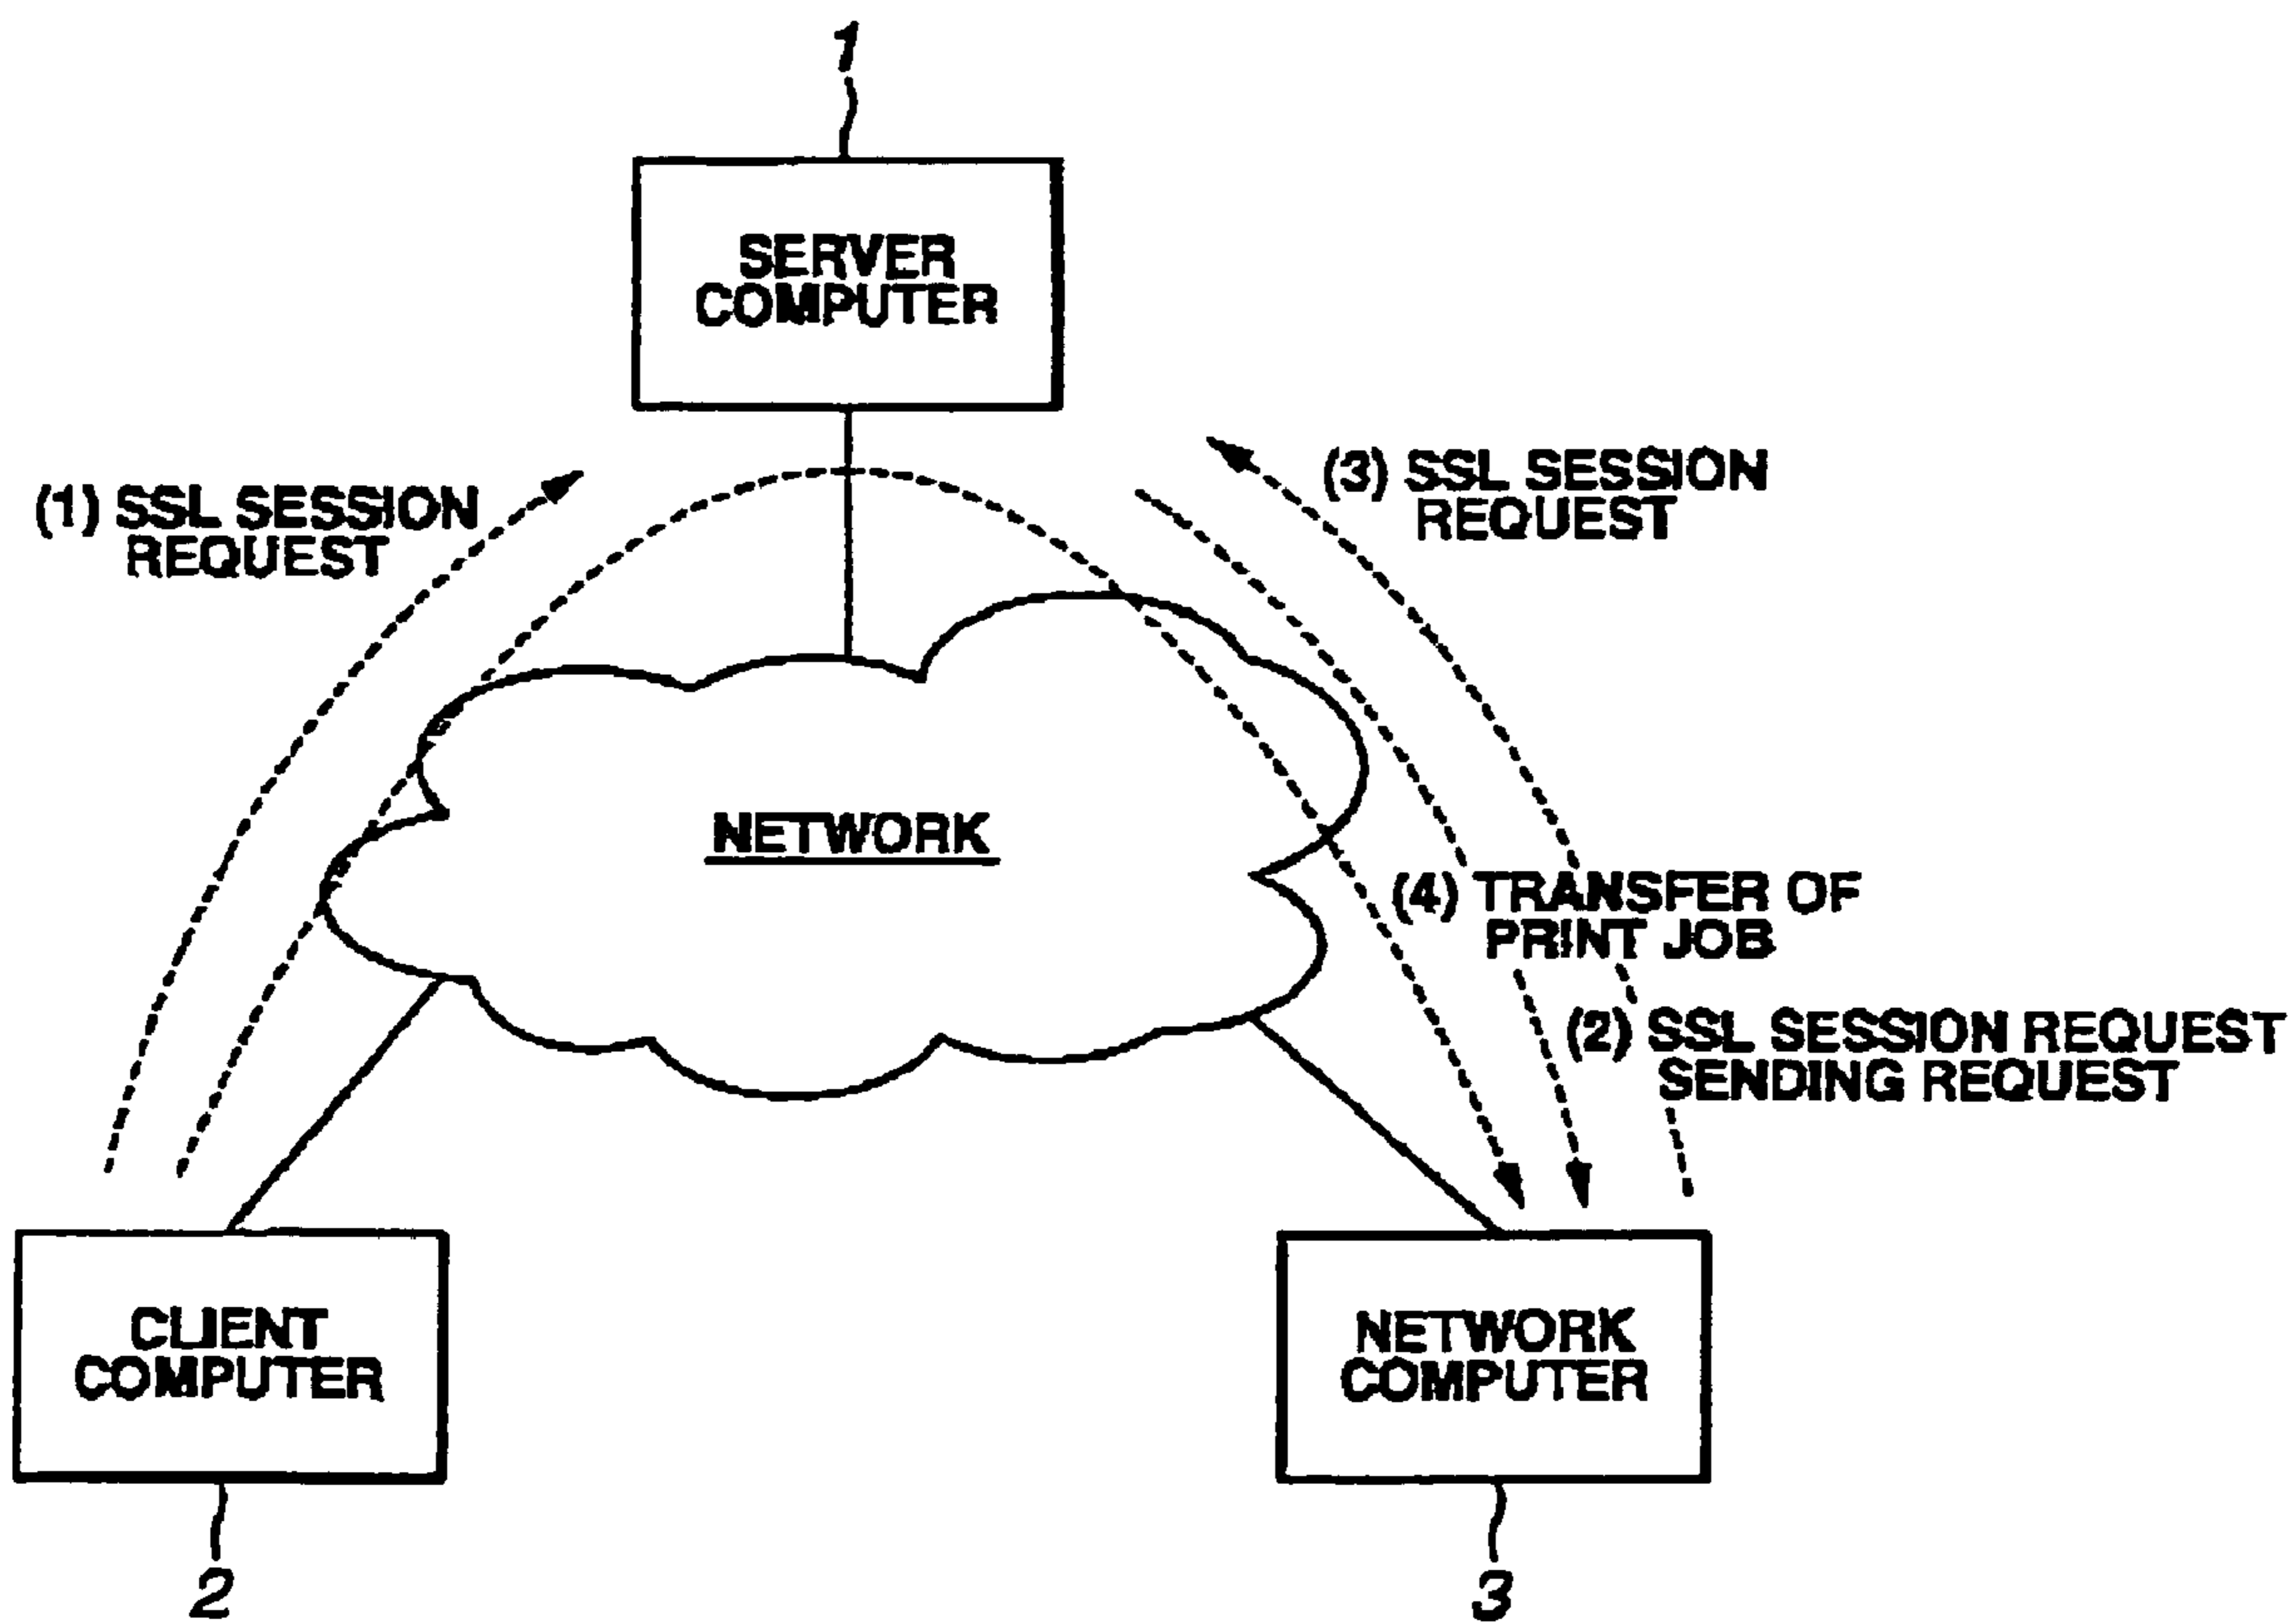 1
SERVER
COMPUTER
(1) SSL SESSION
REQUEST
(3) SSL SESSION
REQUEST
NETWORK
(4) TRANSFER OF
PRINT JOB
(2) SSL SESSION REQUEST
SENDING REQUEST
CLIENT
COMPUTER
NETWORK
COMPUTER
2
3